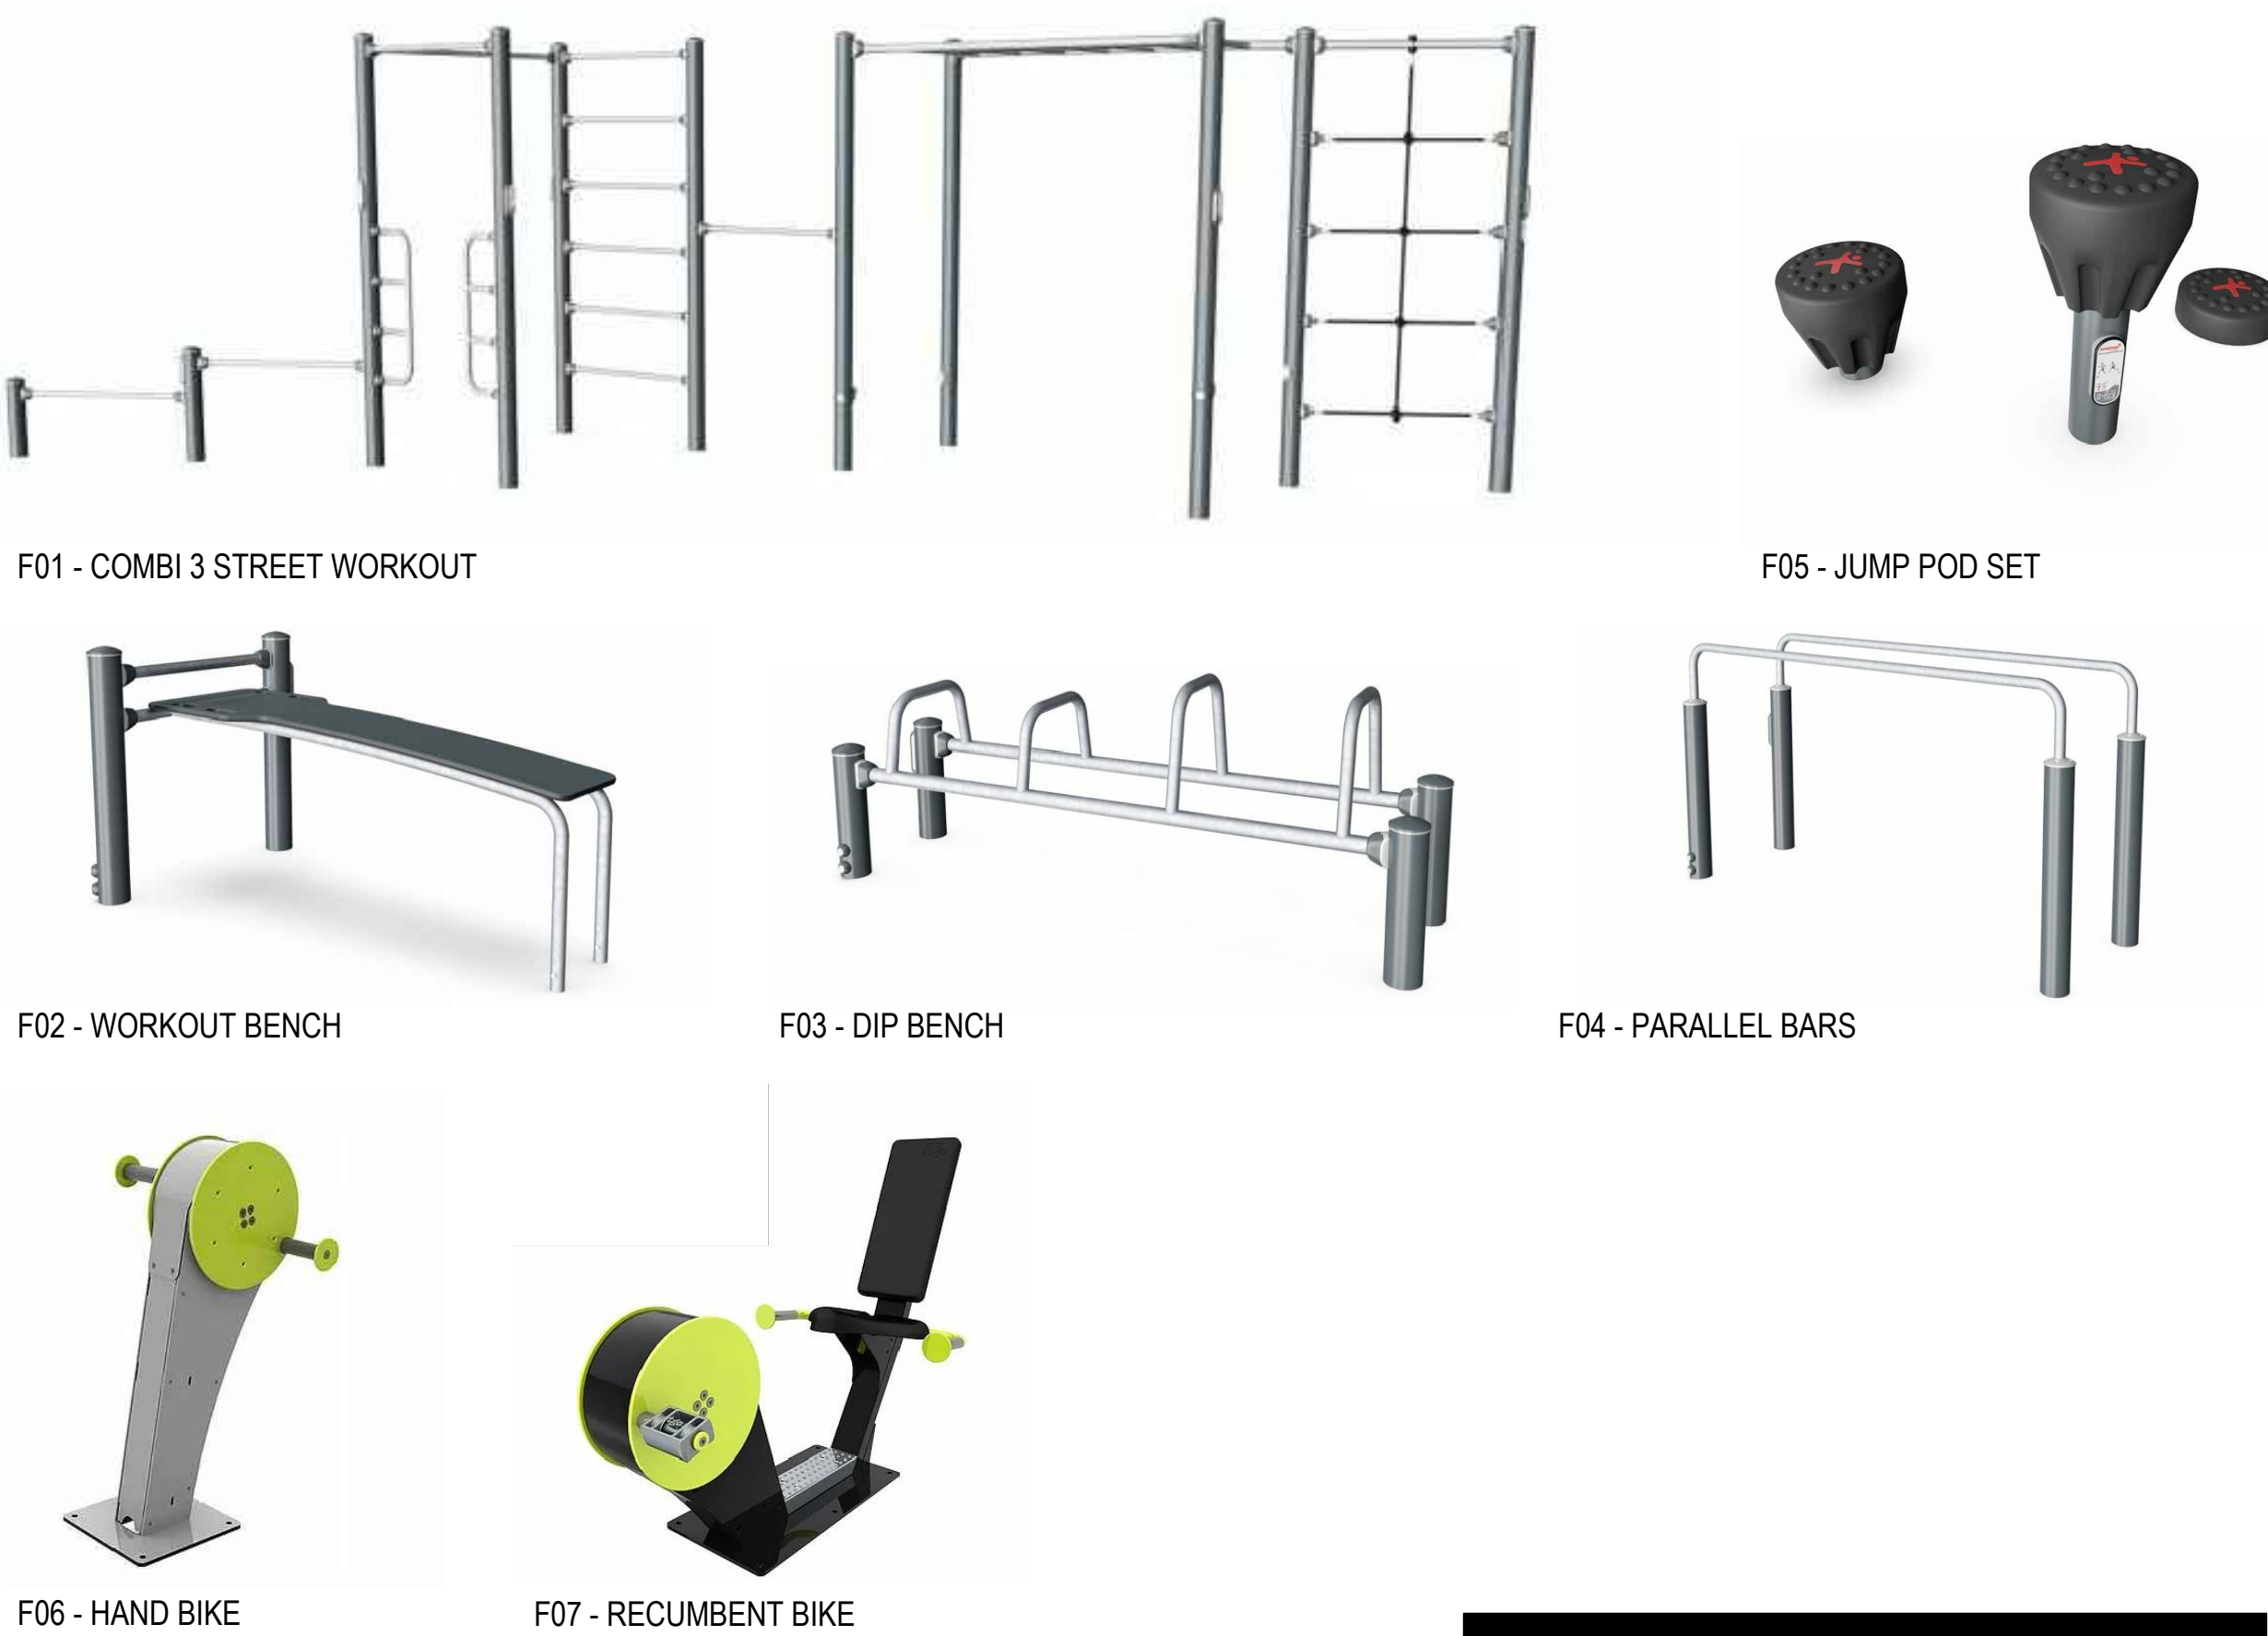 F01 - COMBI 3 STREET WORKOUT
F05 - JUMP POD SET
F02 - WORKOUT BENCH
F03 - DIP BENCH
F04 - PARALLEL BARS
F06 - HAND BIKE
F07 - RECUMBENT BIKE